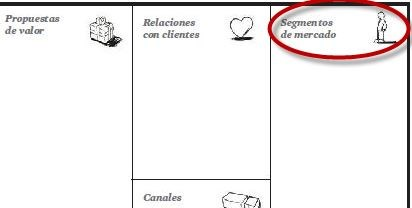 Propuestas
de valor
Relaciones
con clientes
Segmentos
de mercado
Canales